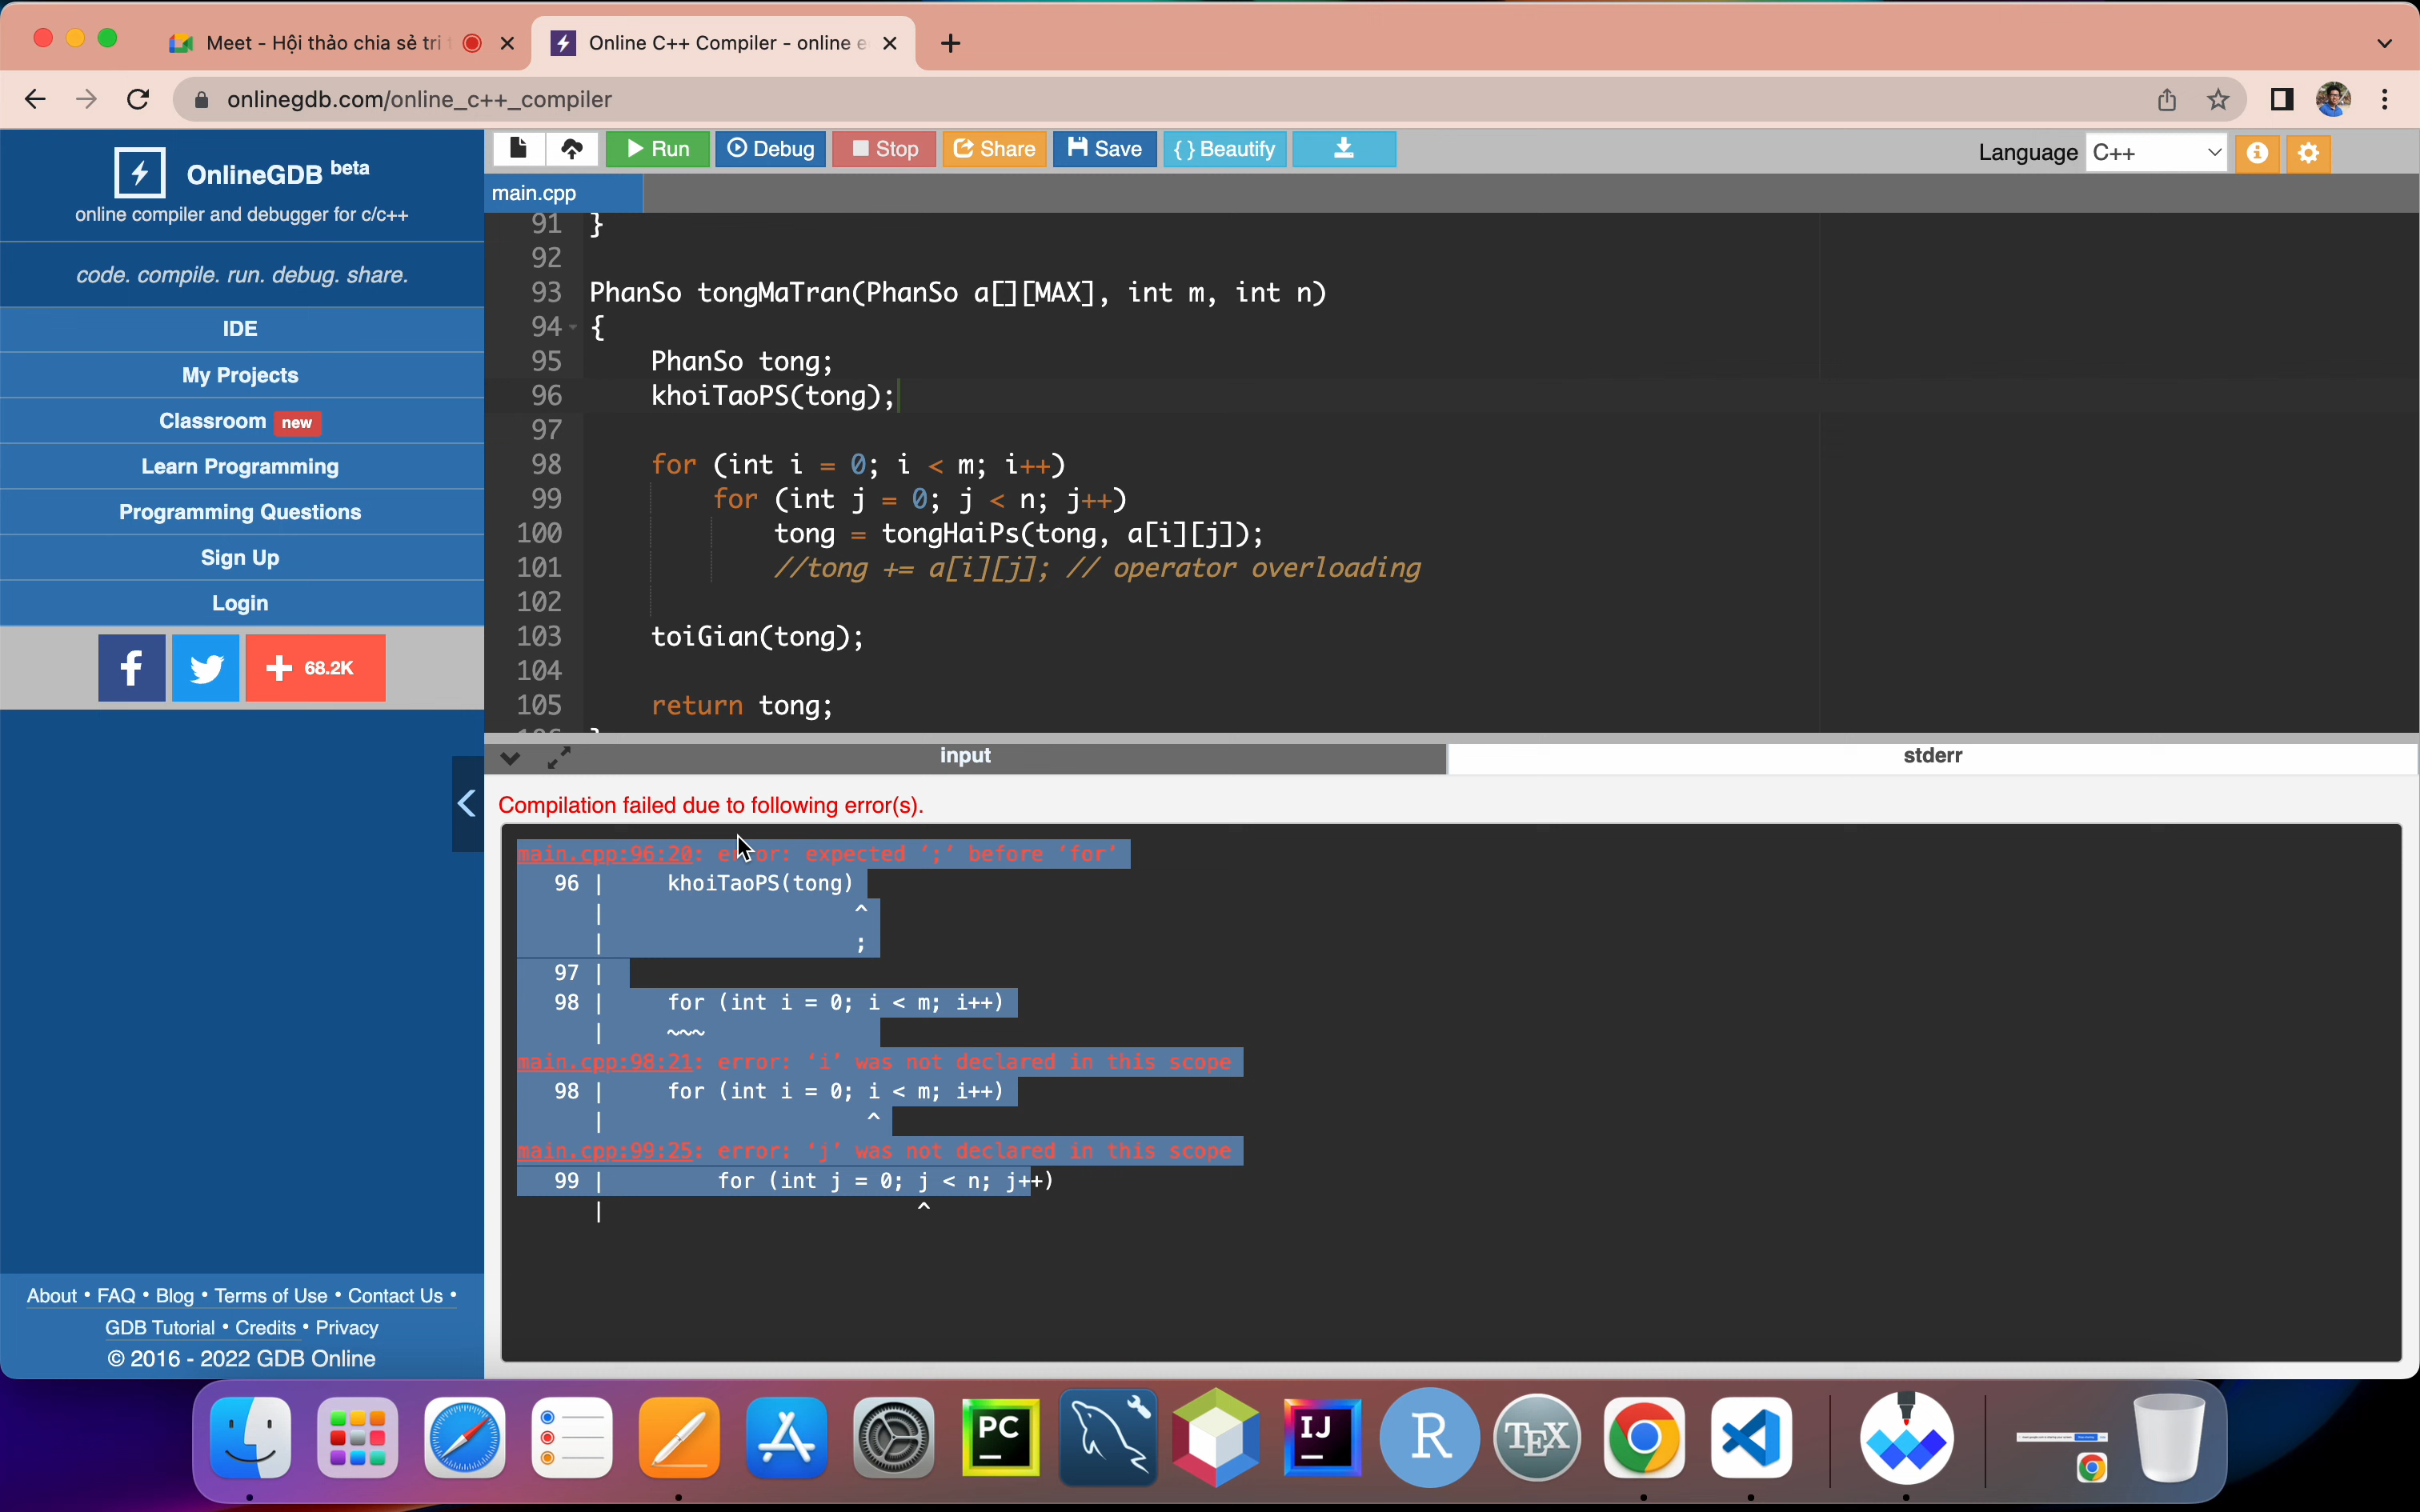 Meet - Hội thảo chia sẻ tri t
Online C++ Compiler - online e
onlinegdb.com/online_c++_compiler
OnlineGDB beta
online compiler and debugger for c/c++
code. compile. run. debug. share.
IDE
My Projects
Classroom new
Learn Programming
Programming Questions
Sign Up
Login
f
+ 68.2K
About • FAQ • Blog • Terms of Use • Contact Us •
GDB Tutorial • Credits • Privacy
© 2016 - 2022 GDB Online
Run
Debug
Stop
Share
Save
{ } Beautify
Language C++
main.cpp
91 }
92
93 PhanSo tongMaTran(PhanSo a[][MAX], int m, int n)
94 {
95 PhanSo tong;
96 khoiTaoPS(tong);
97
98 for (int i = 0; i < m; i++)
99 for (int j = 0; j < n; j++)
100 tong = tongHaiPs(tong, a[i][j]);
101 //tong += a[i][j]; // operator overloading
102
103 toiGian(tong);
104
105 return tong;
input
stderr
Compilation failed due to following error(s).
main.cpp:96:20: error: expected ‘;’ before ‘for’
96 | khoiTaoPS(tong)
| ^
| ;
97 |
98 | for (int i = 0; i < m; i++)
| ~~~
main.cpp:98:21: error: ‘i’ was not declared in this scope
98 | for (int i = 0; i < m; i++)
| ^
main.cpp:99:25: error: ‘j’ was not declared in this scope
99 | for (int j = 0; j < n; j++)
| ^
PC
IJ
R
TEX